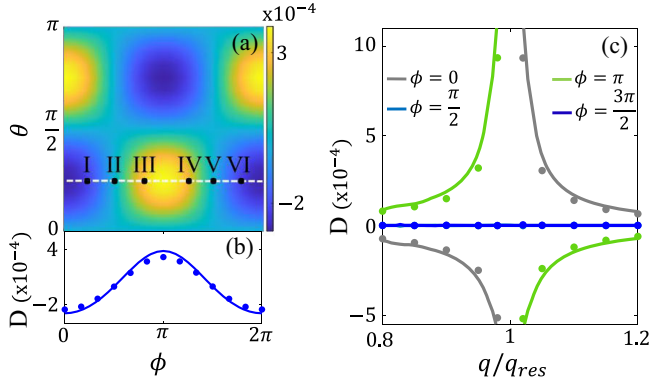 x10⁻⁴
π
(a)
3
θ
π/2
I II III IV V VI
0
−2
(b)
4
−2
D (x10⁻⁴)
0
π
2π
ϕ
(c)
10
5
0
−5
D (x10⁻⁴)
ϕ = 0
ϕ = π
ϕ = π/2
ϕ = 3π/2
0.8
1
1.2
q/q_res